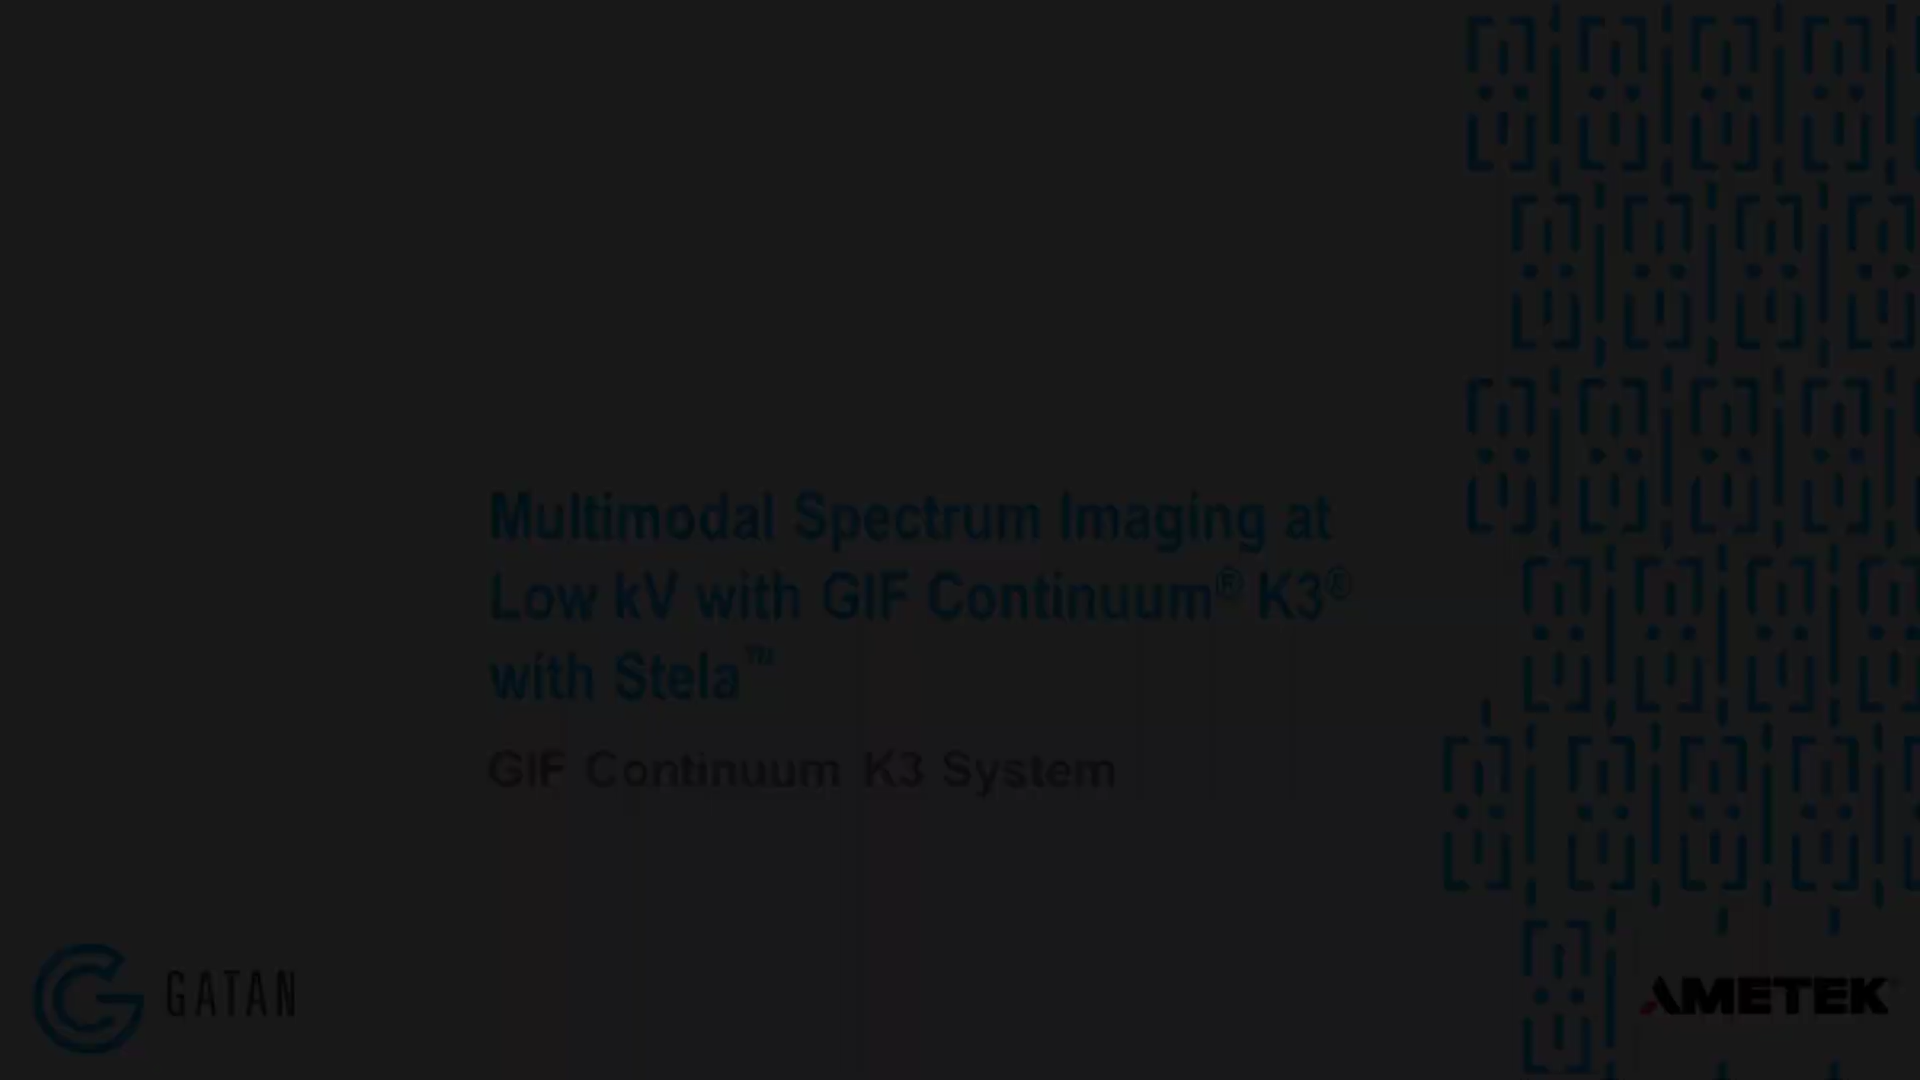 Multimodal Spectrum Imaging at
Low kV with GIF Continuum® K3®
with Stela™
GIF Continuum K3 System
GATAN
AMETEK